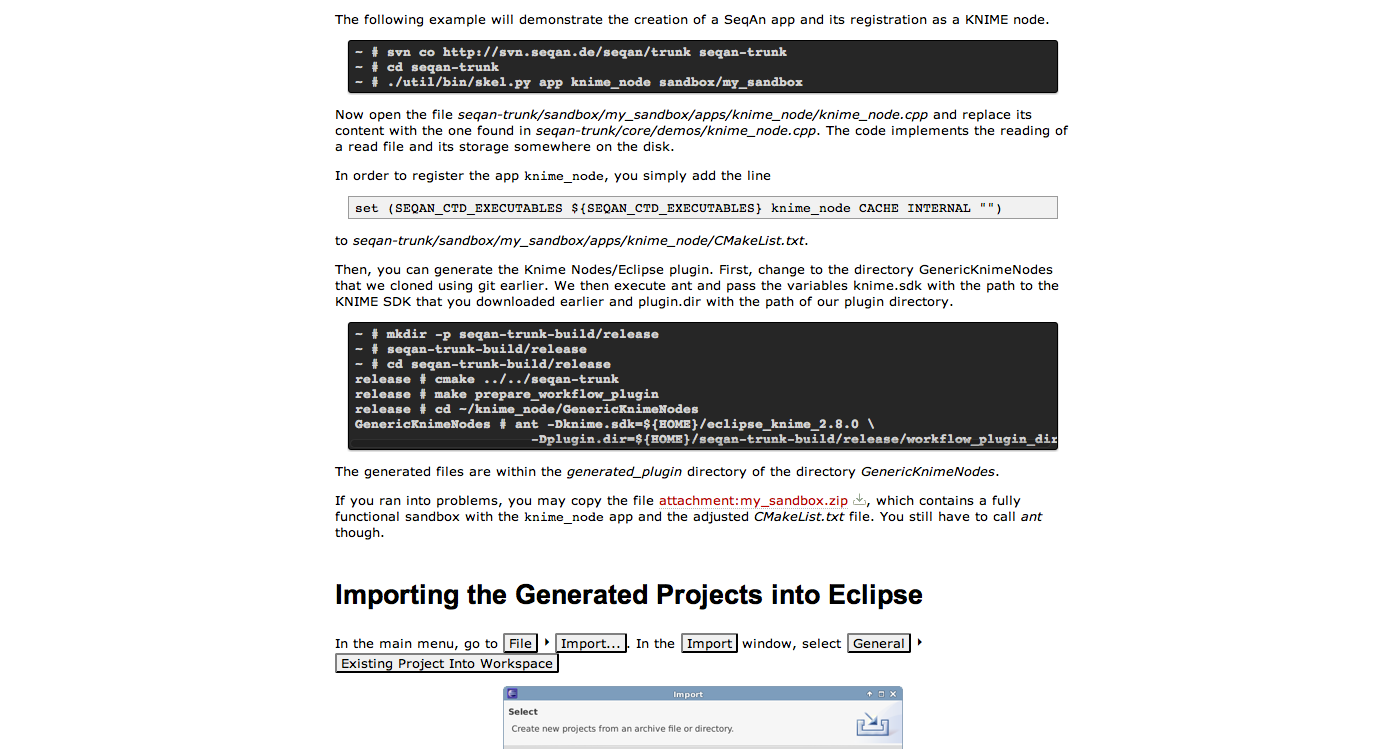 The following example will demonstrate the creation of a SeqAn app and its registration as a KNIME node.
~ # svn co http://svn.seqan.de/seqan/trunk seqan-trunk
~ # cd seqan-trunk
~ # ./util/bin/skel.py app knime_node sandbox/my_sandbox
Now open the file seqan-trunk/sandbox/my_sandbox/apps/knime_node/knime_node.cpp and replace its
content with the one found in seqan-trunk/core/demos/knime_node.cpp. The code implements the reading of
a read file and its storage somewhere on the disk.
In order to register the app knime_node, you simply add the line
set (SEQAN_CTD_EXECUTABLES ${SEQAN_CTD_EXECUTABLES} knime_node CACHE INTERNAL "")
to seqan-trunk/sandbox/my_sandbox/apps/knime_node/CMakeList.txt.
Then, you can generate the Knime Nodes/Eclipse plugin. First, change to the directory GenericKnimeNodes
that we cloned using git earlier. We then execute ant and pass the variables knime.sdk with the path to the
KNIME SDK that you downloaded earlier and plugin.dir with the path of our plugin directory.
~ # mkdir -p seqan-trunk-build/release
~ # seqan-trunk-build/release
~ # cd seqan-trunk-build/release
release # cmake ../../seqan-trunk
release # make prepare_workflow_plugin
release # cd ~/knime_node/GenericKnimeNodes
GenericKnimeNodes # ant -Dknime.sdk=${HOME}/eclipse_knime_2.8.0 \
-Dplugin.dir=${HOME}/seqan-trunk-build/release/workflow_plugin_dir
The generated files are within the generated_plugin directory of the directory GenericKnimeNodes.
If you ran into problems, you may copy the file attachment:my_sandbox.zip , which contains a fully
functional sandbox with the knime_node app and the adjusted CMakeList.txt file. You still have to call ant
though.
Importing the Generated Projects into Eclipse
In the main menu, go to File ‣ Import.... In the Import window, select General ‣
Existing Project Into Workspace
Import
Select
Create new projects from an archive file or directory.